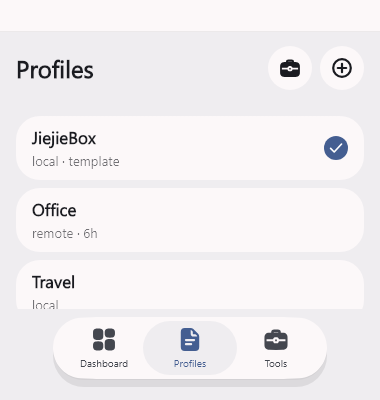 Profiles
JiejieBox
local · template
Office
remote · 6h
Travel
local
Dashboard
Profiles
Tools